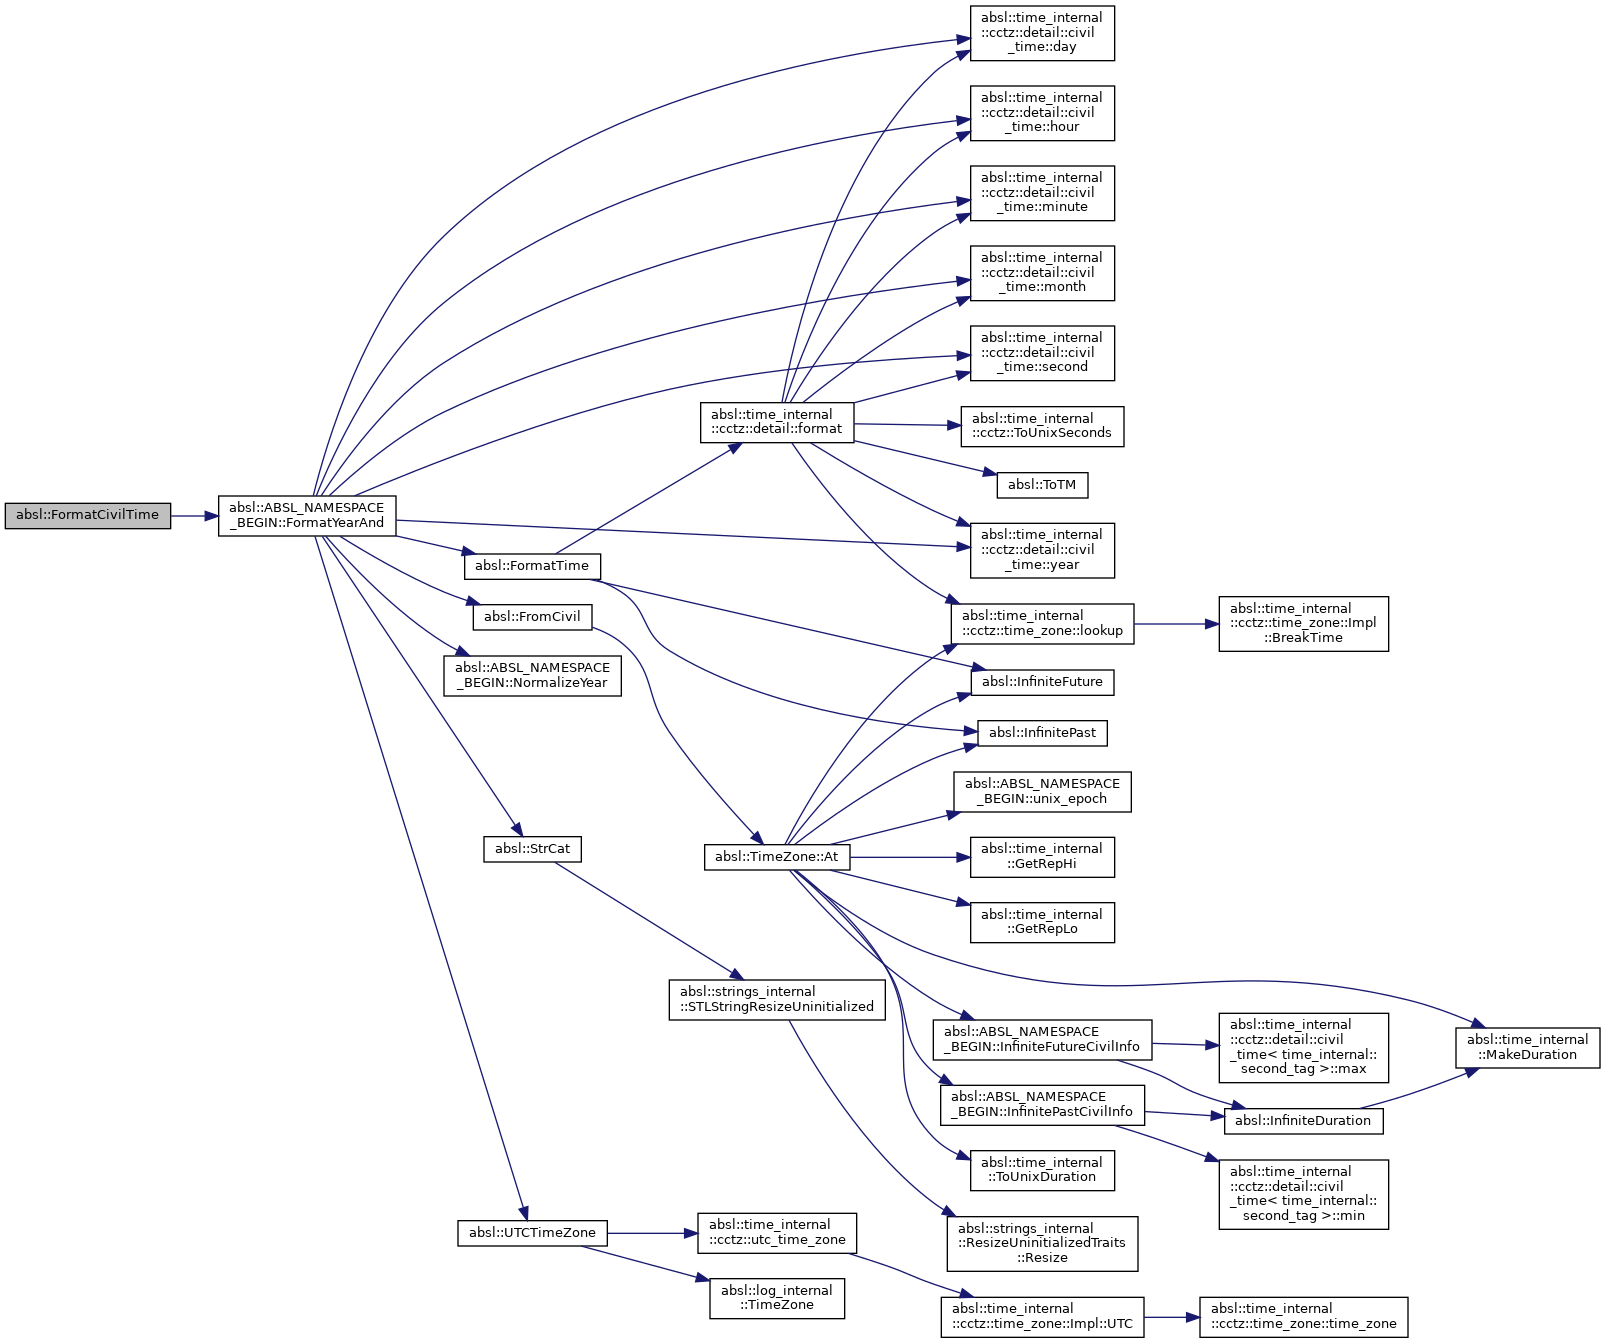 absl::FormatCivilTime
absl::ABSL_NAMESPACE
_BEGIN::FormatYearAnd
absl::time_internal
::cctz::detail::civil
_time::day
absl::time_internal
::cctz::detail::civil
_time::hour
absl::time_internal
::cctz::detail::civil
_time::minute
absl::time_internal
::cctz::detail::civil
_time::month
absl::time_internal
::cctz::detail::civil
_time::second
absl::time_internal
::cctz::detail::format
absl::time_internal
::cctz::ToUnixSeconds
absl::ToTM
absl::time_internal
::cctz::detail::civil
_time::year
absl::FormatTime
absl::FromCivil
absl::time_internal
::cctz::time_zone::lookup
absl::time_internal
::cctz::time_zone::Impl
::BreakTime
absl::ABSL_NAMESPACE
_BEGIN::NormalizeYear
absl::InfiniteFuture
absl::InfinitePast
absl::ABSL_NAMESPACE
_BEGIN::unix_epoch
absl::StrCat
absl::TimeZone::At
absl::time_internal
::GetRepHi
absl::time_internal
::GetRepLo
absl::strings_internal
::STLStringResizeUninitialized
absl::ABSL_NAMESPACE
_BEGIN::InfiniteFutureCivilInfo
absl::time_internal
::cctz::detail::civil
_time< time_internal::
second_tag >::max
absl::time_internal
::MakeDuration
absl::ABSL_NAMESPACE
_BEGIN::InfinitePastCivilInfo
absl::InfiniteDuration
absl::time_internal
::ToUnixDuration
absl::time_internal
::cctz::detail::civil
_time< time_internal::
second_tag >::min
absl::UTCTimeZone
absl::time_internal
::cctz::utc_time_zone
absl::strings_internal
::ResizeUninitializedTraits
::Resize
absl::log_internal
::TimeZone
absl::time_internal
::cctz::time_zone::Impl::UTC
absl::time_internal
::cctz::time_zone::time_zone